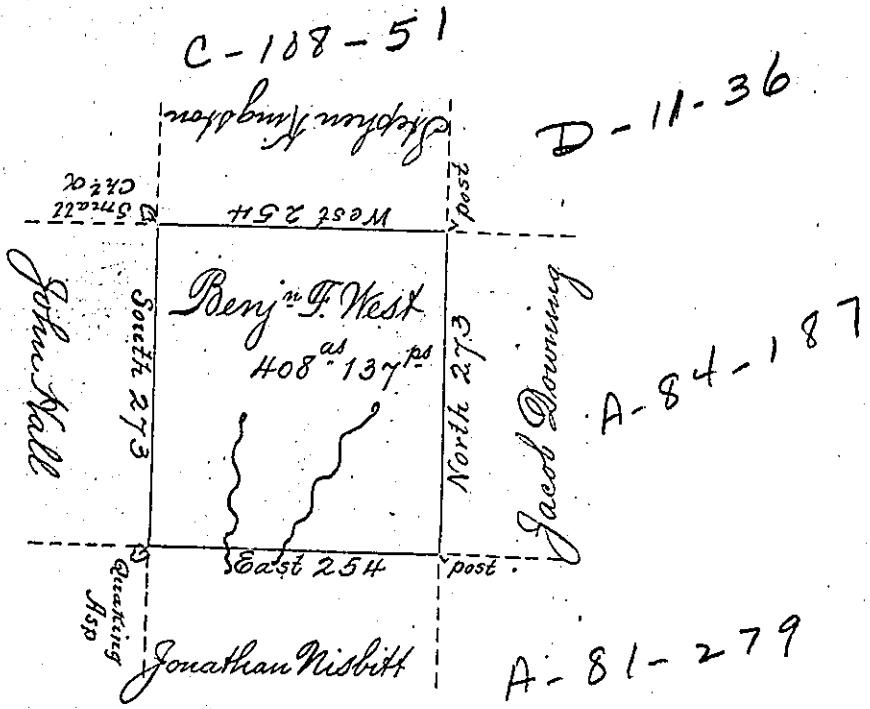 C-108-51
D-11-36
Stephen Kingston
Small
Cht.
post
West 254
John Hall
South 273
Benjn. F. West
408as. 137ps
North 273
Jacob Downing
A-84-187
East 254
post.
Quaking
Asp
Jonathan Nisbitt
A-81-279